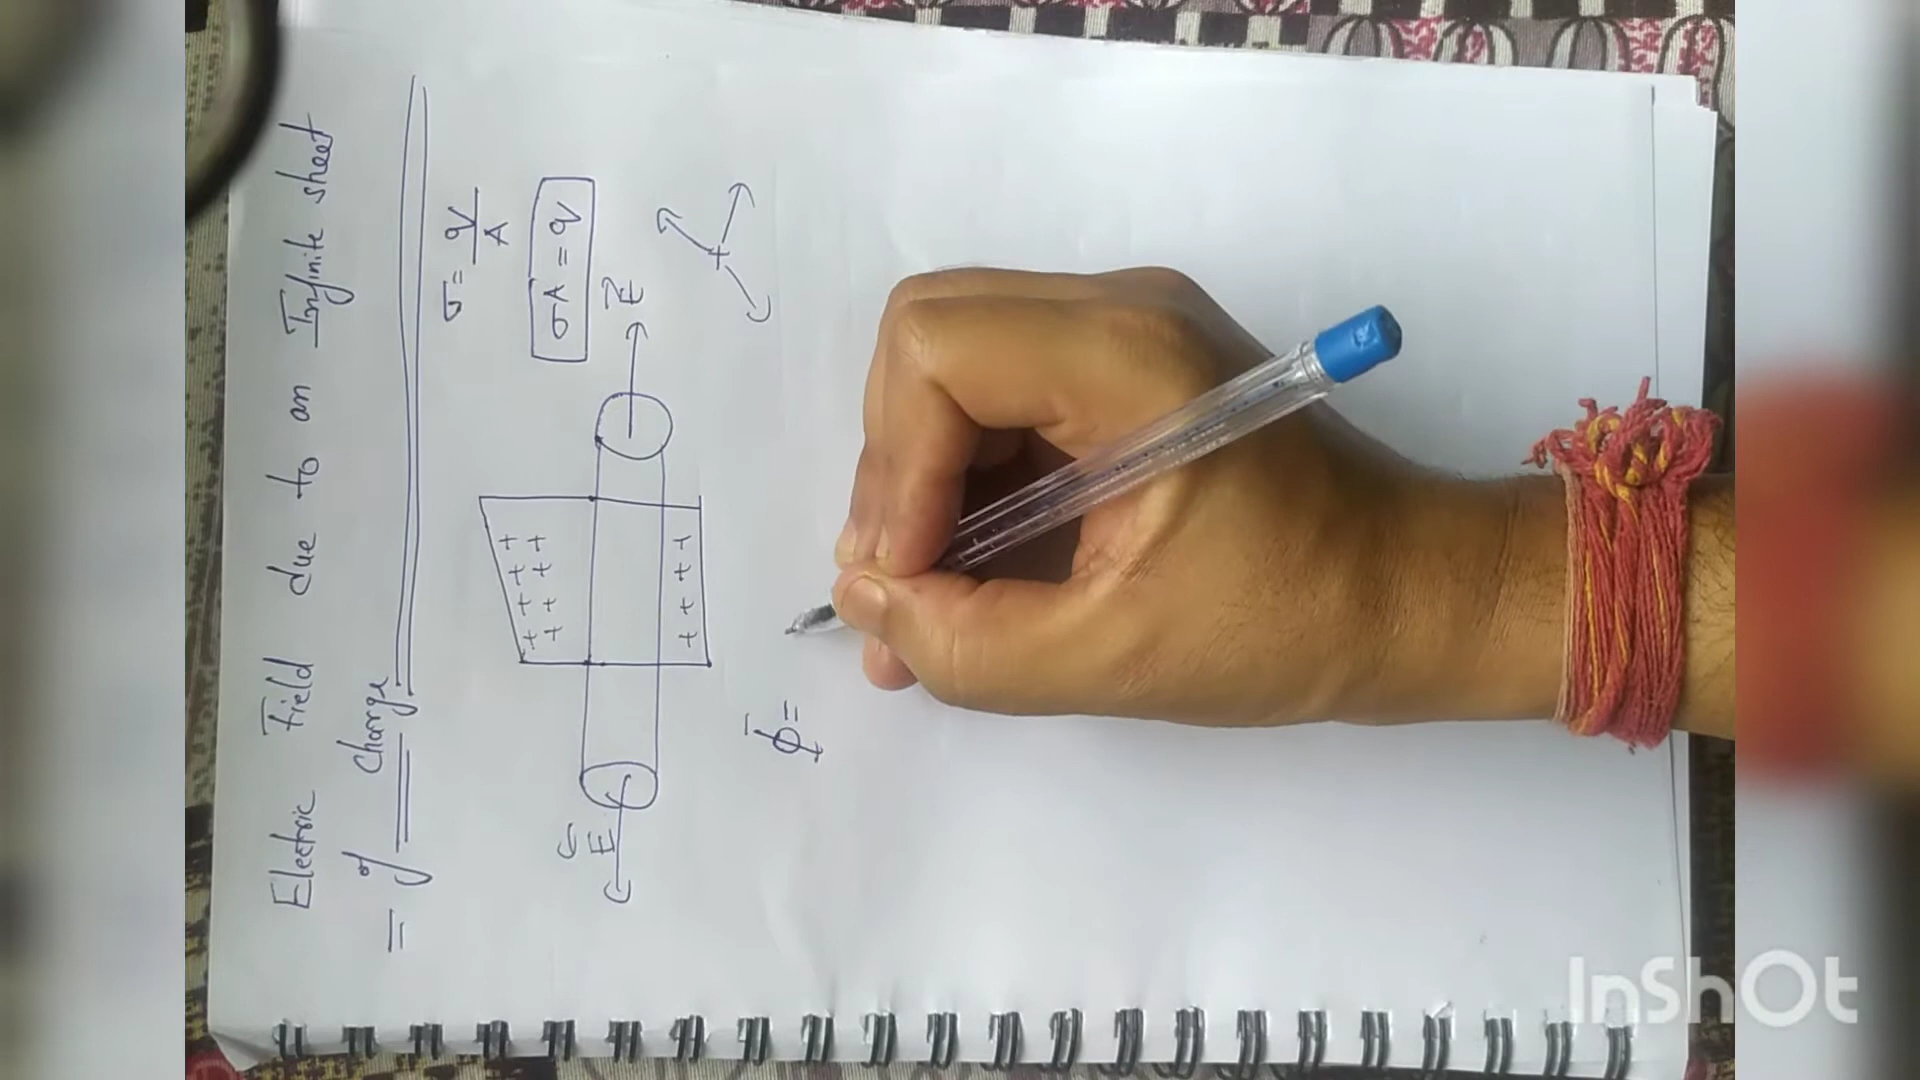 Electric Field due to an Infinite sheet
= of charge
σ = q/A
σA = q
E
E
+ + + +
+ + + +
+ + + +
+
ϕ =
InShOt